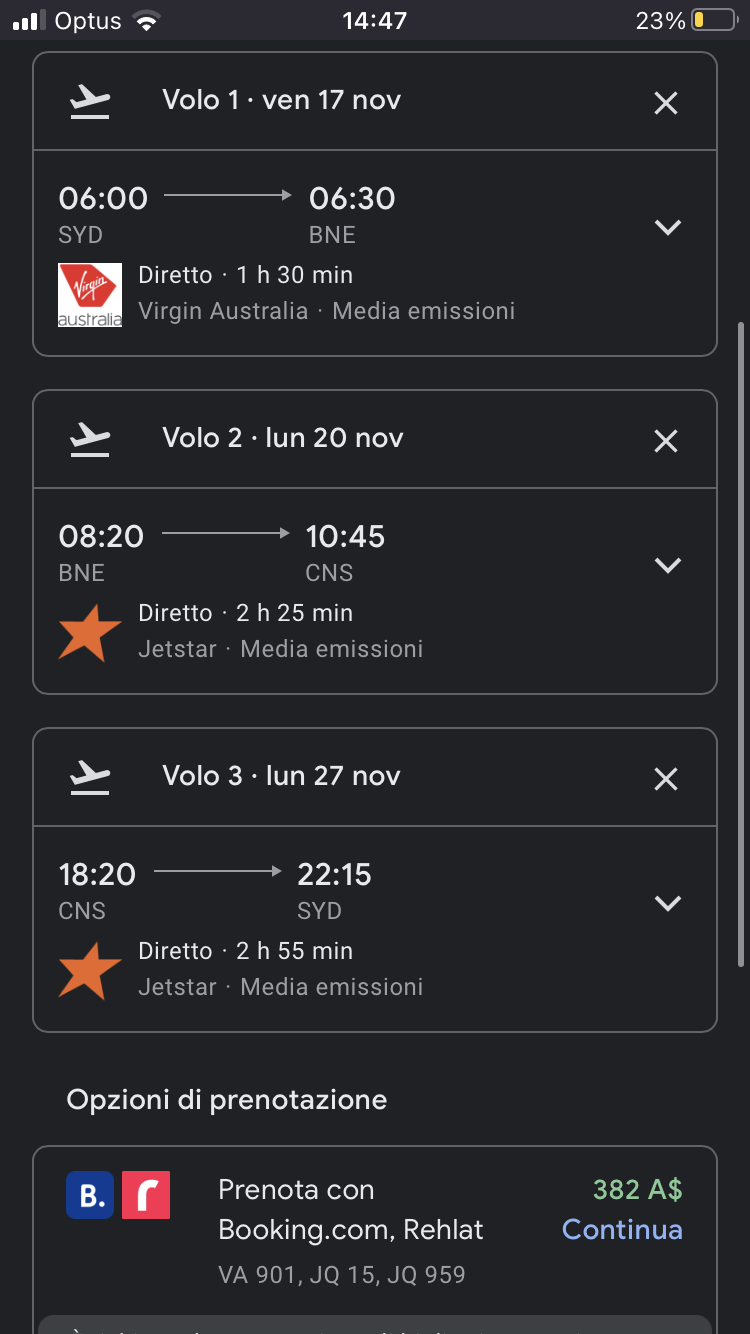 Optus 14:47 23%
Volo 1 · ven 17 nov
06:00 06:30
SYD BNE
Diretto · 1 h 30 min
Virgin Australia · Media emissioni
Virgin
australia
Volo 2 · lun 20 nov
08:20 10:45
BNE CNS
Diretto · 2 h 25 min
Jetstar · Media emissioni
Volo 3 · lun 27 nov
18:20 22:15
CNS SYD
Diretto · 2 h 55 min
Jetstar · Media emissioni
Opzioni di prenotazione
B. r Prenota con 382 A$
Booking.com, Rehlat Continua
VA 901, JQ 15, JQ 959